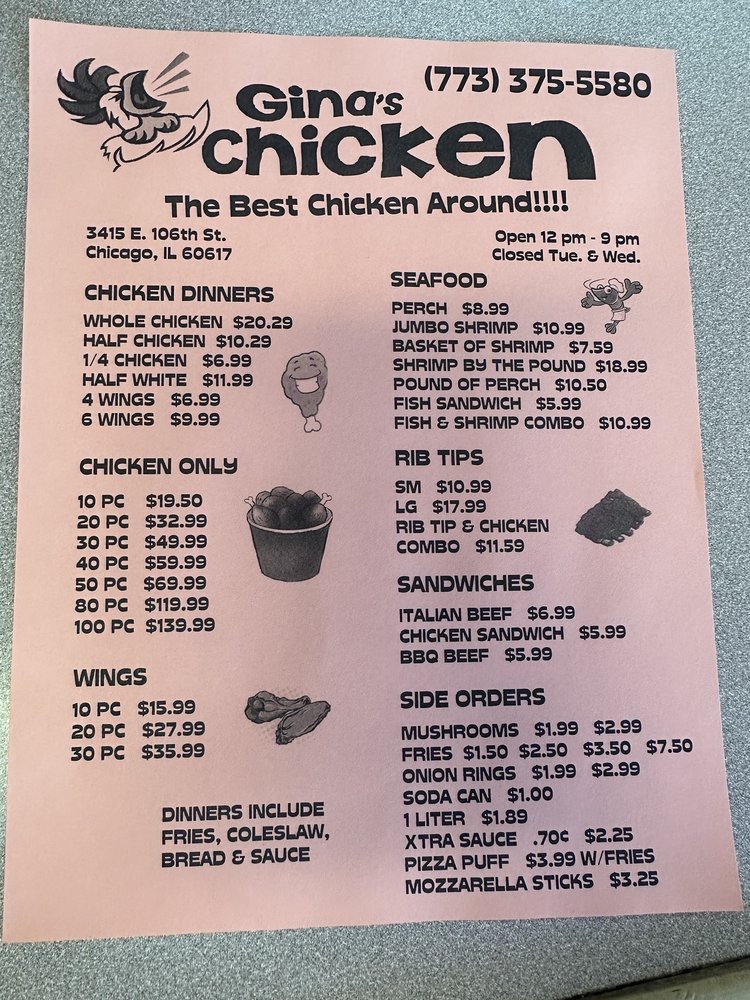 (773) 375-5580
Gina's
chicken
The Best Chicken Around!!!!
3415 E. 106th St.
Chicago, IL 60617
Open 12 pm - 9 pm
Closed Tue. & Wed.
CHICKEN DINNERS
WHOLE CHICKEN $20.29
HALF CHICKEN $10.29
1/4 CHICKEN $6.99
HALF WHITE $11.99
4 WINGS $6.99
6 WINGS $9.99
CHICKEN ONLY
10 PC $19.50
20 PC $32.99
30 PC $49.99
40 PC $59.99
50 PC $69.99
80 PC $119.99
100 PC $139.99
WINGS
10 PC $15.99
20 PC $27.99
30 PC $35.99
DINNERS INCLUDE
FRIES, COLESLAW,
BREAD & SAUCE
SEAFOOD
PERCH $8.99
JUMBO SHRIMP $10.99
BASKET OF SHRIMP $7.59
SHRIMP BY THE POUND $18.99
POUND OF PERCH $10.50
FISH SANDWICH $5.99
FISH & SHRIMP COMBO $10.99
RIB TIPS
SM $10.99
LG $17.99
RIB TIP & CHICKEN
COMBO $11.59
SANDWICHES
ITALIAN BEEF $6.99
CHICKEN SANDWICH $5.99
BBQ BEEF $5.99
SIDE ORDERS
MUSHROOMS $1.99 $2.99
FRIES $1.50 $2.50 $3.50 $7.50
ONION RINGS $1.99 $2.99
SODA CAN $1.00
1 LITER $1.89
XTRA SAUCE .70¢ $2.25
PIZZA PUFF $3.99 W/FRIES
MOZZARELLA STICKS $3.25